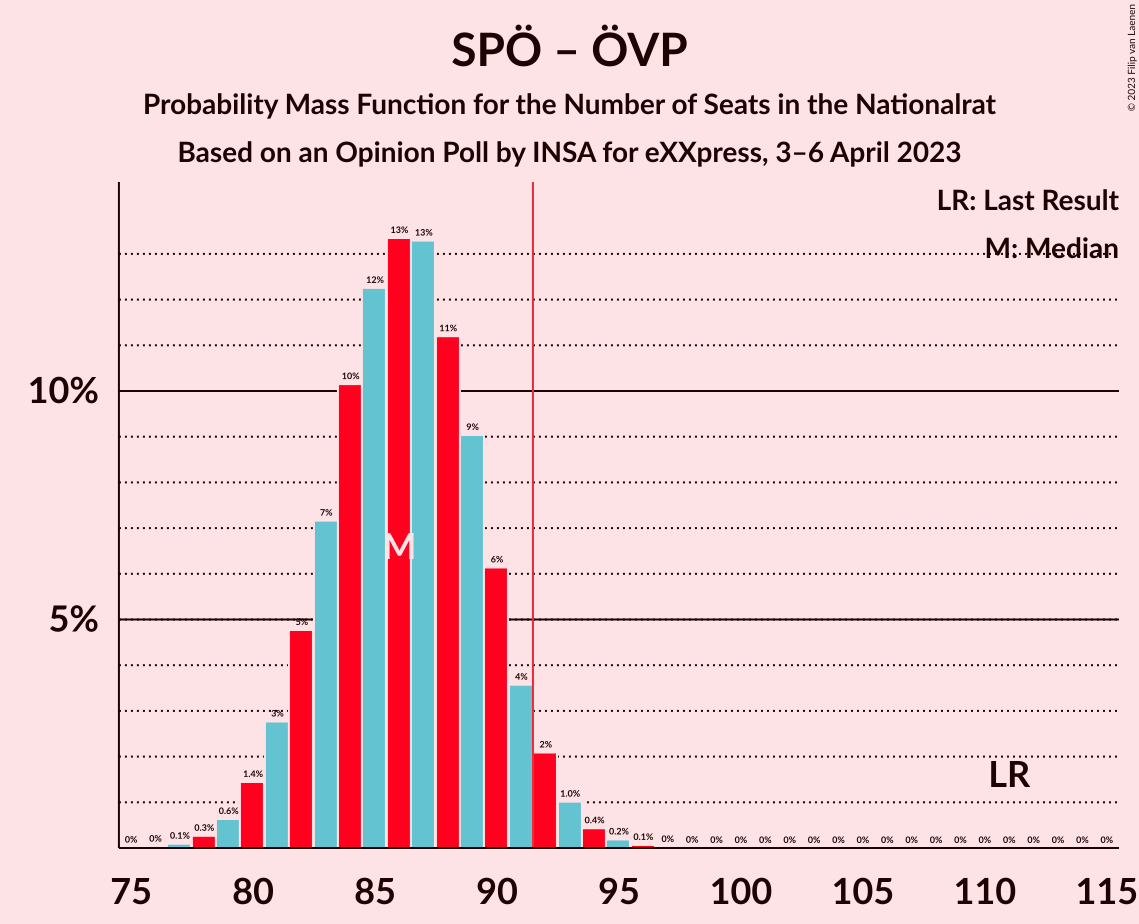 SPÖ – ÖVP
Probability Mass Function for the Number of Seats in the Nationalrat
Based on an Opinion Poll by INSA for eXXpress, 3–6 April 2023
© 2023 Filip van Laenen
LR: Last Result
M: Median
10%
5%
0% 0% 0.1% 0.3% 0.6% 1.4% 3% 5% 7% 10% 12% 13% 13% 11% 9% 6% 4% 2% 1.0% 0.4% 0.2% 0.1% 0% 0% 0% 0% 0% 0% 0% 0% 0% 0% 0% 0% 0% 0% 0% 0% 0% 0% 0%
M
LR
75 80 85 90 95 100 105 110 115